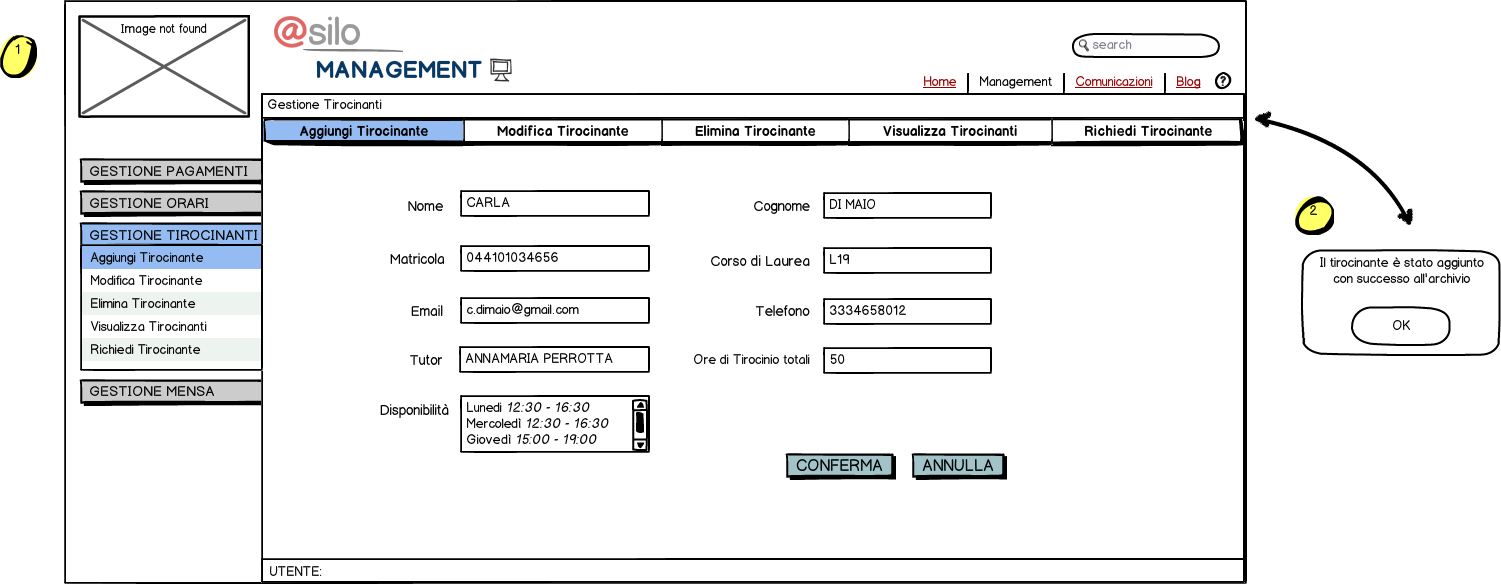 1
Image not found
@silo
MANAGEMENT
search
Home
Management
Comunicazioni
Blog
?
Gestione Tirocinanti
Aggiungi Tirocinante
Modifica Tirocinante
Elimina Tirocinante
Visualizza Tirocinanti
Richiedi Tirocinante
GESTIONE PAGAMENTI
GESTIONE ORARI
GESTIONE TIROCINANTI
Aggiungi Tirocinante
Modifica Tirocinante
Elimina Tirocinante
Visualizza Tirocinanti
Richiedi Tirocinante
GESTIONE MENSA
Nome
CARLA
Cognome
DI MAIO
Matricola
044101034656
Corso di Laurea
L19
Email
c.dimaio@gmail.com
Telefono
3334658012
Tutor
ANNAMARIA PERROTTA
Ore di Tirocinio totali
50
Disponibilità
Lunedì 12:30 - 16:30
Mercoledì 12:30 - 16:30
Giovedì 15:00 - 19:00
CONFERMA
ANNULLA
UTENTE:
2
Il tirocinante è stato aggiunto
con successo all'archivio
OK